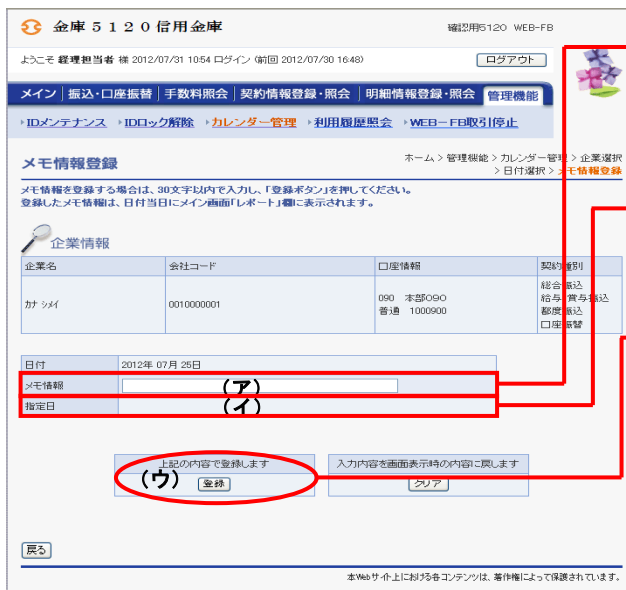 金庫5120信用金庫
確認用5120 WEB-FB
ようこそ 経理担当者 様 2012/07/31 10:54 ログイン (前回 2012/07/30 16:48)
ログアウト
メイン 振込・口座振替 手数料照会 契約情報登録・照会 明細情報登録・照会 管理機能
IDメンテナンス IDロック解除 カレンダー管理 利用履歴照会 WEB-FB取引停止
メモ情報登録
ホーム > 管理機能 > カレンダー管理 > 企業選択
> 日付選択 > メモ情報登録
メモ情報を登録する場合は、30文字以内で入力し、「登録ボタン」を押してください。
登録したメモ情報は、日付当日にメイン画面「レポート」欄に表示されます。
企業情報
企業名 会社コード 口座情報 契約種別
カナ シメイ 0010000001 090 本部090
普通 1000900
総合振込
給与・賞与振込
都度振込
口座振替
日付 2012年 07月 25日
メモ情報 (ア)
指定日 (イ)
上記の内容で登録します
(ウ) 登録
入力内容を画面表示時の内容に戻します
クリア
戻る
本Webサイト上における各コンテンツは、著作権によって保護されています。